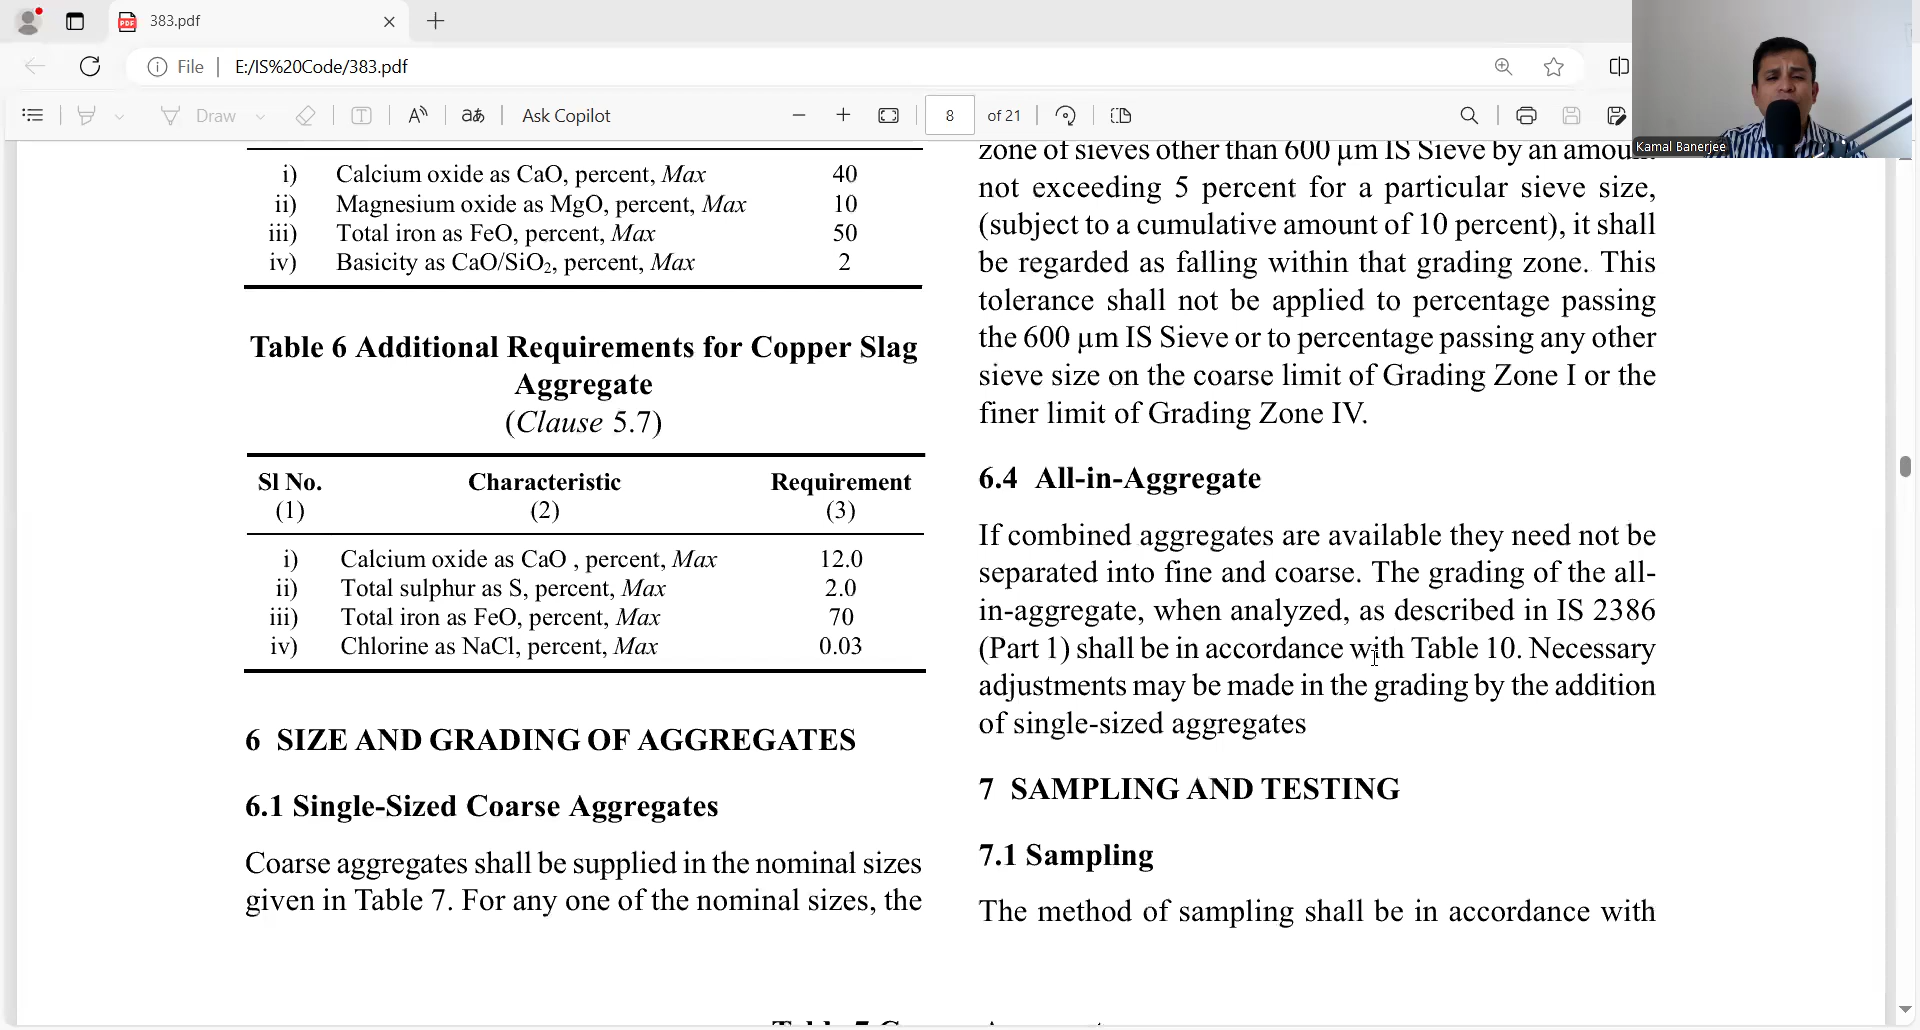 383.pdf
File
E:/IS%20Code/383.pdf
Draw
Ask Copilot
8
of 21
Kamal Banerjee
i) Calcium oxide as CaO, percent, Max 40
ii) Magnesium oxide as MgO, percent, Max 10
iii) Total iron as FeO, percent, Max 50
iv) Basicity as CaO/SiO₂, percent, Max 2
Table 6 Additional Requirements for Copper Slag
Aggregate
(Clause 5.7)
Sl No. Characteristic Requirement
(1) (2) (3)
i) Calcium oxide as CaO , percent, Max 12.0
ii) Total sulphur as S, percent, Max 2.0
iii) Total iron as FeO, percent, Max 70
iv) Chlorine as NaCl, percent, Max 0.03
6 SIZE AND GRADING OF AGGREGATES
6.1 Single-Sized Coarse Aggregates
Coarse aggregates shall be supplied in the nominal sizes
given in Table 7. For any one of the nominal sizes, the
zone of sieves other than 600 µm IS Sieve by an amount
not exceeding 5 percent for a particular sieve size,
(subject to a cumulative amount of 10 percent), it shall
be regarded as falling within that grading zone. This
tolerance shall not be applied to percentage passing
the 600 µm IS Sieve or to percentage passing any other
sieve size on the coarse limit of Grading Zone I or the
finer limit of Grading Zone IV.
6.4 All-in-Aggregate
If combined aggregates are available they need not be
separated into fine and coarse. The grading of the all-
in-aggregate, when analyzed, as described in IS 2386
(Part 1) shall be in accordance with Table 10. Necessary
adjustments may be made in the grading by the addition
of single-sized aggregates
7 SAMPLING AND TESTING
7.1 Sampling
The method of sampling shall be in accordance with